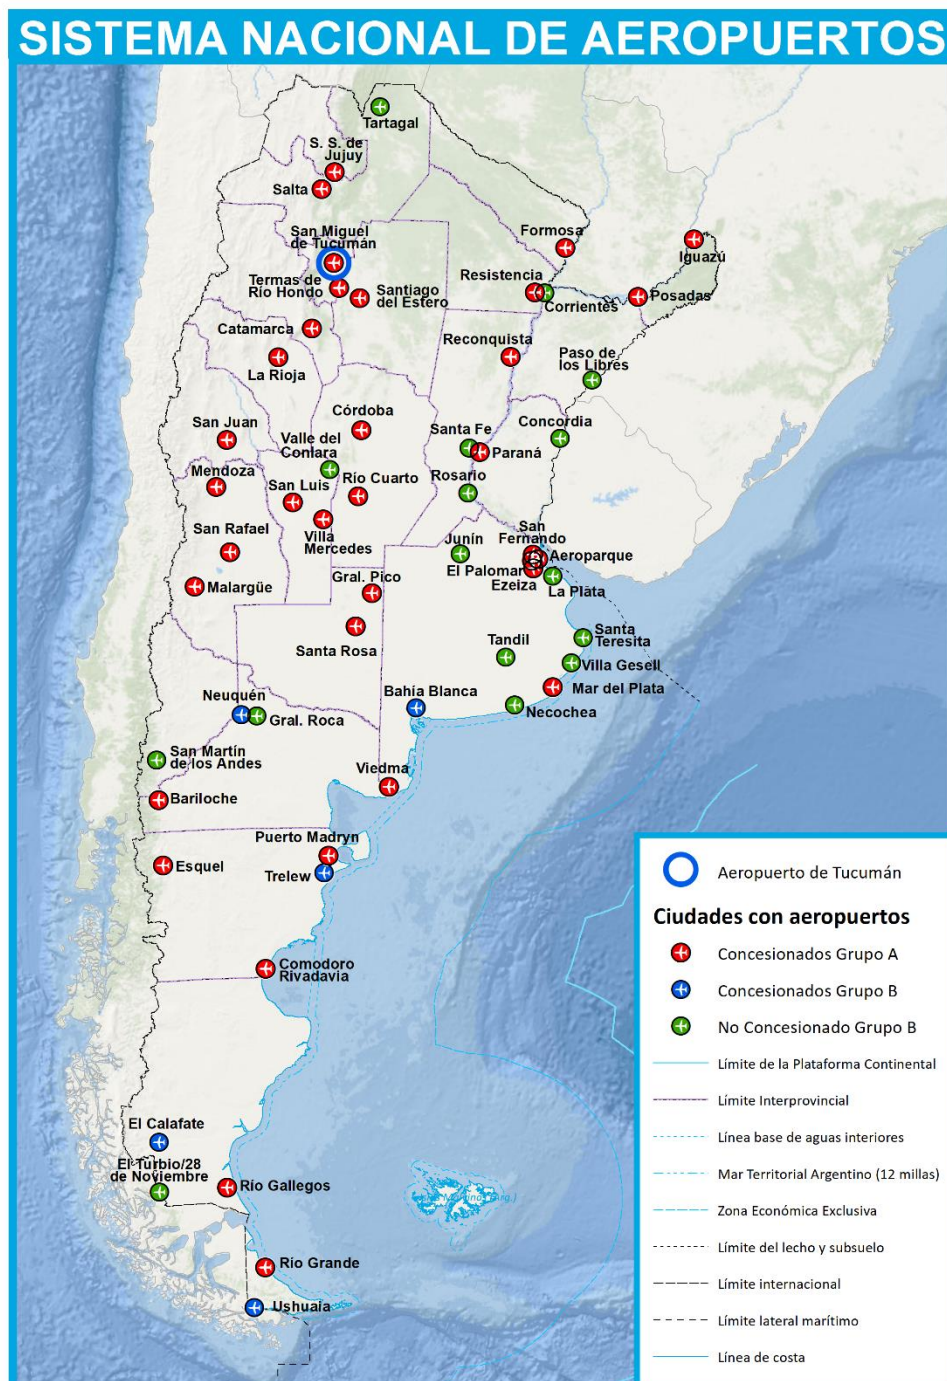 SISTEMA NACIONAL DE AEROPUERTOS
Tartagal
S. S. de
Jujuy
Salta
San Miguel
de Tucumán
Formosa
Iguazú
Termas de
Río Hondo
Santiago
del Estero
Resistencia
Corrientes
Posadas
Catamarca
La Rioja
Reconquista
Paso de
los Libres
San Juan
Córdoba
Valle del
Conlara
Santa Fe
Paraná
Concordia
Mendoza
San Luis
Río Cuarto
Rosario
San Rafael
Villa
Mercedes
Junín
San
Fernando
Aeroparque
El Palomar
Ezeiza
La Plata
Malargüe
Gral. Pico
Santa Rosa
Tandil
Santa
Teresita
Villa Gesell
Mar del Plata
Necochea
Neuquén
Gral. Roca
Bahía Blanca
San Martín
de los Andes
Viedma
Bariloche
Puerto Madryn
Esquel
Trelew
Comodoro
Rivadavia
El Calafate
El Turbio/28
de Noviembre
Río Gallegos
Río Grande
Ushuaia
Aeropuerto de Tucumán
Ciudades con aeropuertos
Concesionados Grupo A
Concesionados Grupo B
No Concesionado Grupo B
Límite de la Plataforma Continental
Límite Interprovincial
Línea base de aguas interiores
Mar Territorial Argentino (12 millas)
Zona Económica Exclusiva
Límite del lecho y subsuelo
Límite internacional
Límite lateral marítimo
Línea de costa